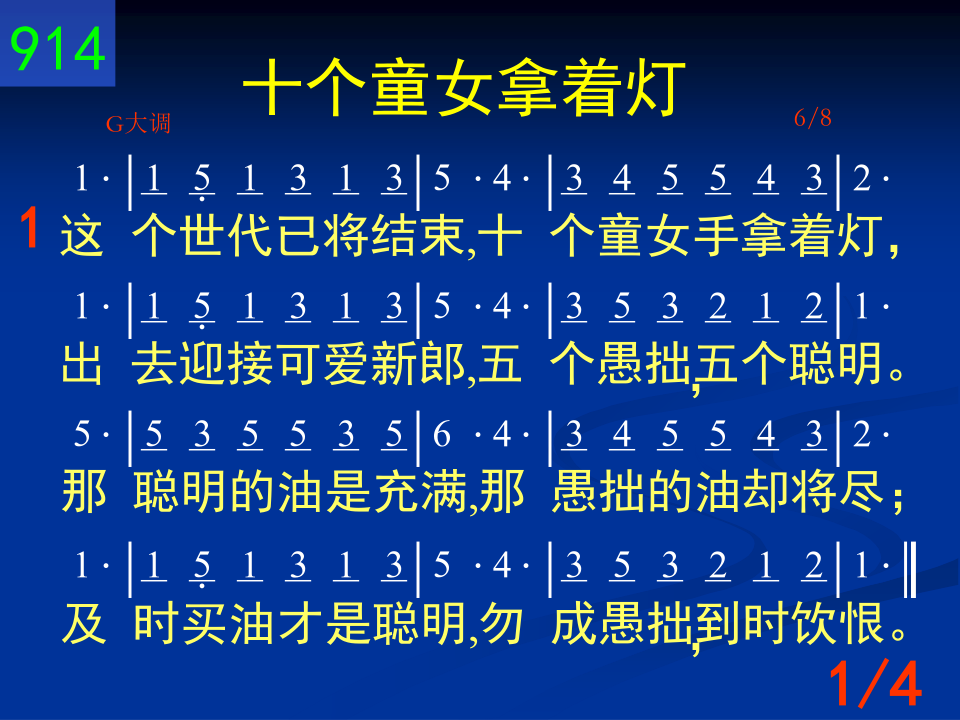 914
十个童女拿着灯
G大调 6/8
1· | 1 5̣ 1 3 1 3 | 5 ·4· | 3 4 5 5 4 3 | 2·
1 这 个世代已将结束,十 个童女手拿着灯，
1· | 1 5̣ 1 3 1 3 | 5 ·4· | 3 5 3 2 1 2 | 1·
出 去迎接可爱新郎,五 个愚拙,五个聪明。
5· | 5 3 5 5 3 5 | 6 ·4· | 3 4 5 5 4 3 | 2·
那 聪明的油是充满,那 愚拙的油却将尽；
1· | 1 5̣ 1 3 1 3 | 5 ·4· | 3 5 3 2 1 2 | 1· ‖
及 时买油才是聪明,勿 成愚拙,到时饮恨。
1/4